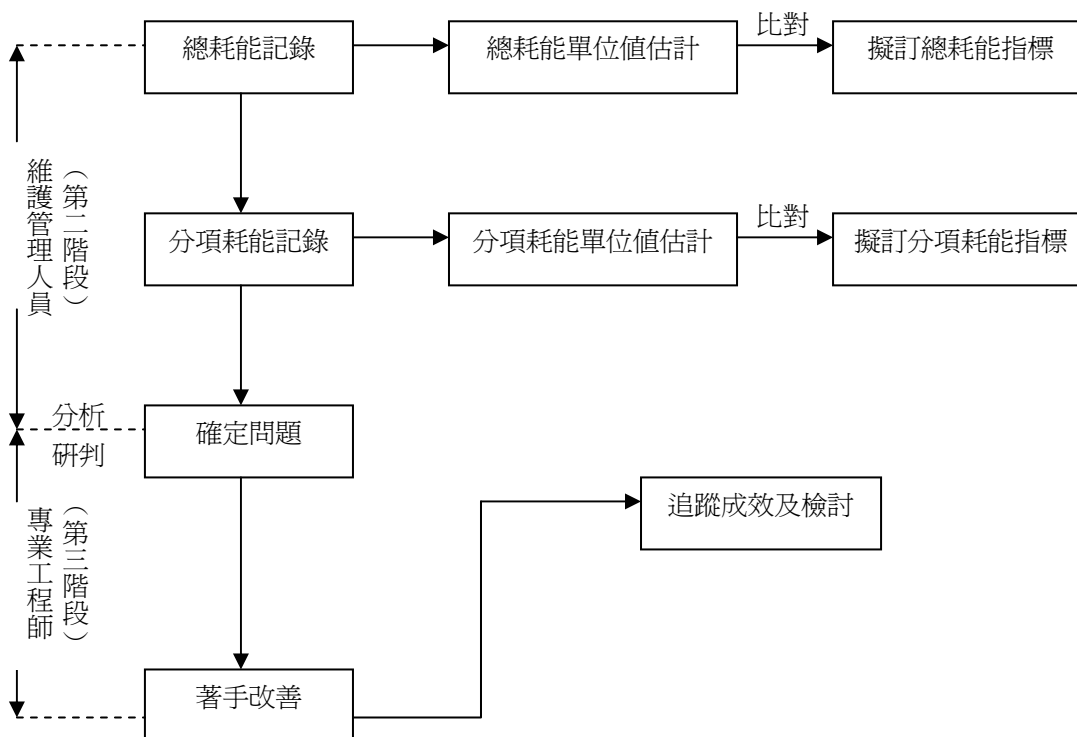 總耗能記錄
總耗能單位值估計
比對
擬訂總耗能指標
維護管理人員
（第二階段）
分項耗能記錄
分項耗能單位值估計
比對
擬訂分項耗能指標
分析
研判
確定問題
專業工程師
（第三階段）
追蹤成效及檢討
著手改善